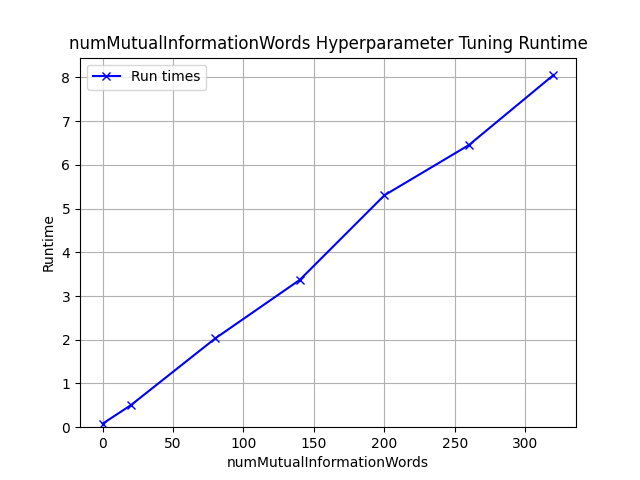 numMutualInformationWords Hyperparameter Tuning Runtime
Run times
8
7
6
5
4
3
2
1
0
Runtime
0 50 100 150 200 250 300
numMutualInformationWords